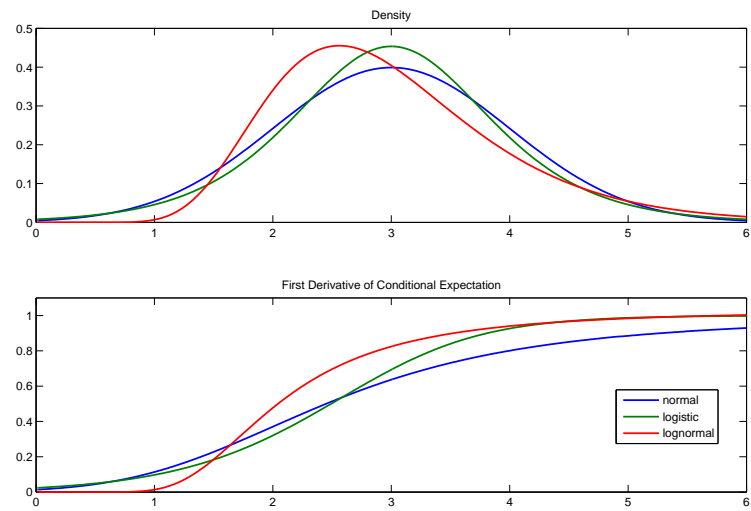 Density
0.5
0.4
0.3
0.2
0.1
0
0 1 2 3 4 5 6
First Derivative of Conditional Expectation
1
0.8
0.6
0.4
0.2
0
normal
logistic
lognormal
0 1 2 3 4 5 6